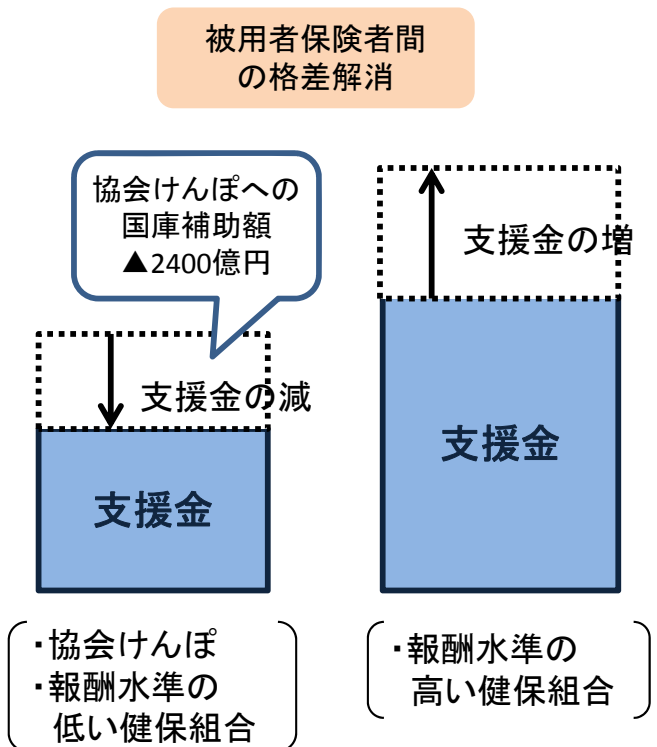 被用者保険者間
の格差解消
協会けんぽへの
国庫補助額
▲2400億円
支援金の減
支援金
・協会けんぽ
・報酬水準の
低い健保組合
支援金の増
支援金
・報酬水準の
高い健保組合